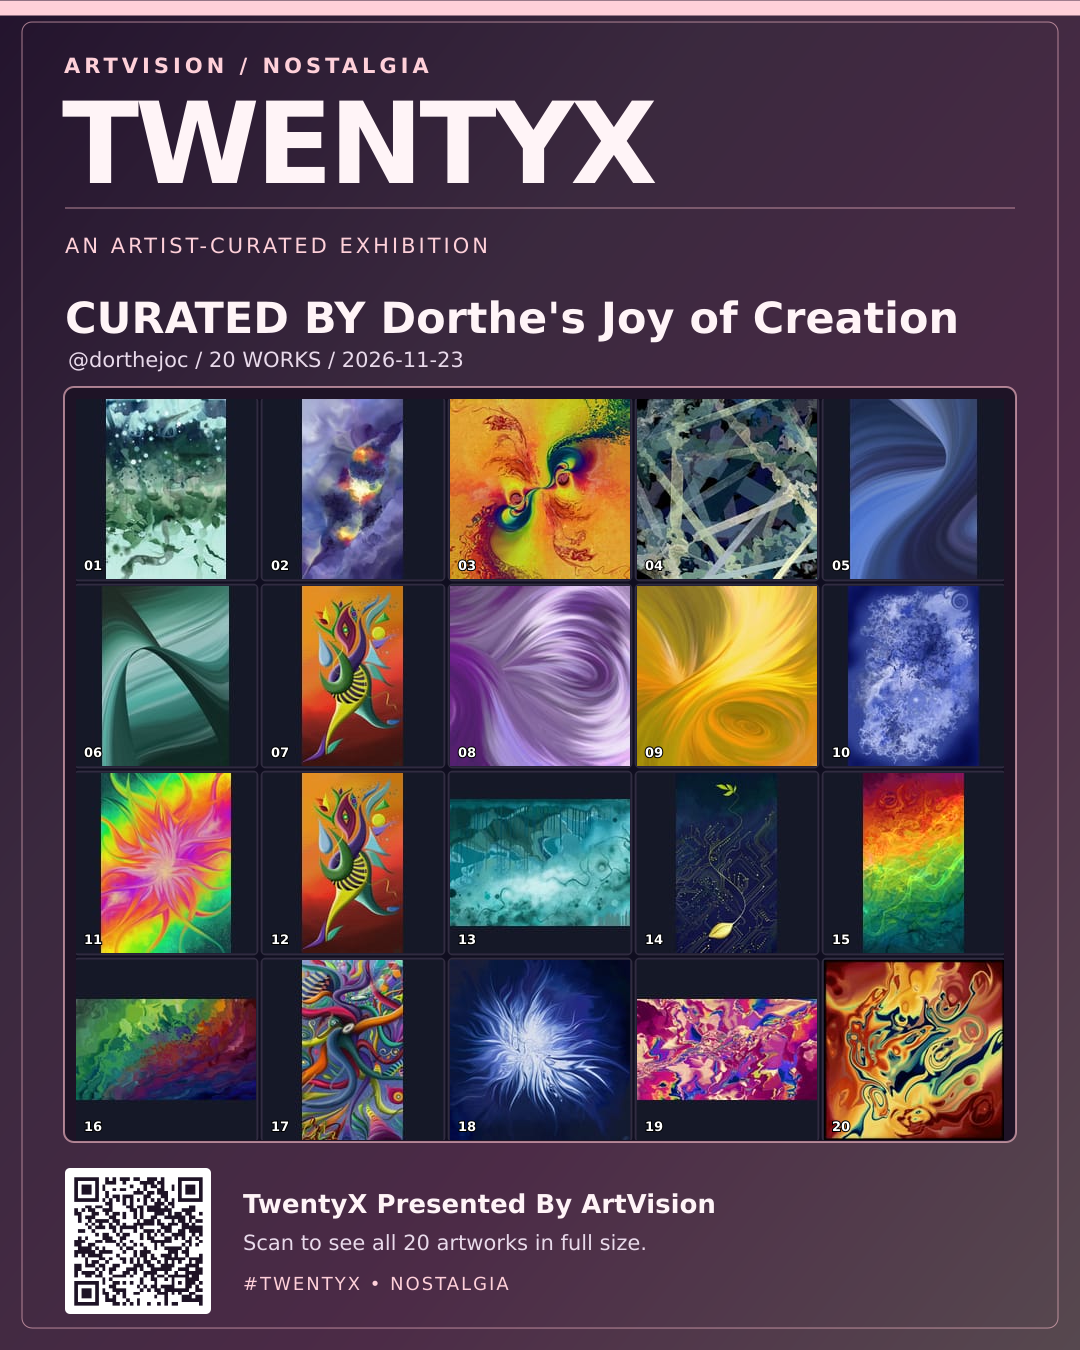 ARTVISION / NOSTALGIA
TWENTYX
AN ARTIST-CURATED EXHIBITION
CURATED BY Dorthe's Joy of Creation
@dorthejoc / 20 WORKS / 2026-11-23
01
02
03
04
05
06
07
08
09
10
11
12
13
14
15
16
17
18
19
20
TwentyX Presented By ArtVision
Scan to see all 20 artworks in full size.
#TWENTYX • NOSTALGIA